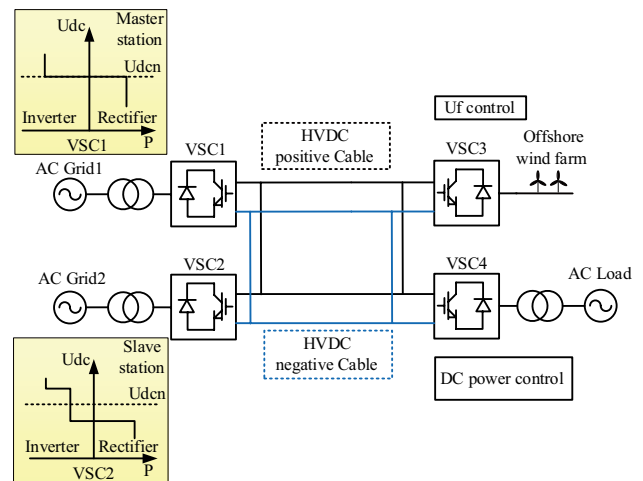 Udc
Master
station
Udcn
Inverter
Rectifier
VSC1
P
AC Grid1
VSC1
HVDC
positive Cable
Uf control
VSC3
Offshore
wind farm
AC Grid2
VSC2
VSC4
AC Load
HVDC
negative Cable
DC power control
Udc
Slave
station
Udcn
Inverter
Rectifier
VSC2
P